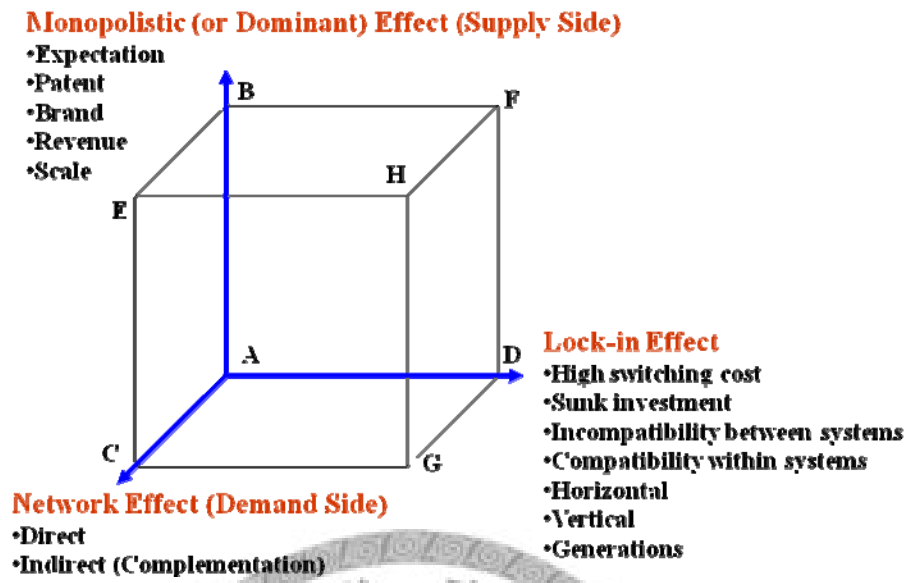 Monopolistic (or Dominant) Effect (Supply Side)
•Expectation
•Patent
•Brand
•Revenue
•Scale
B
F
H
E
A
D
C
G
Lock-in Effect
•High switching cost
•Sunk investment
•Incompatibility between systems
•Compatibility within systems
•Horizontal
•Vertical
•Generations
Network Effect (Demand Side)
•Direct
•Indirect (Complementation)